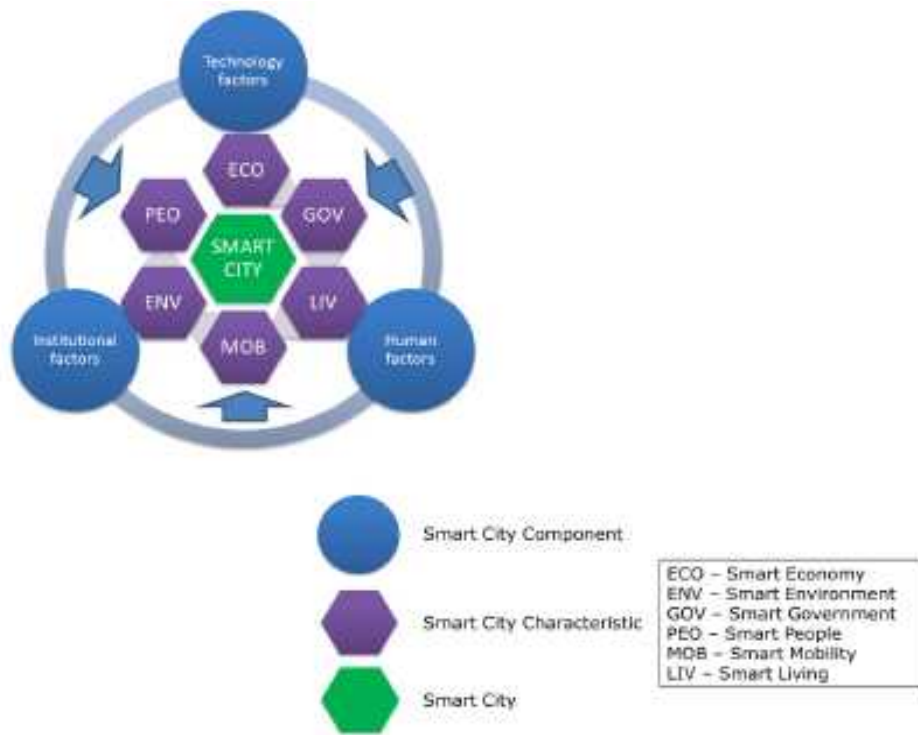 Technology
factors
ECO
PEO
GOV
SMART
CITY
ENV
LIV
Institutional
factors
MOB
Human
factors
Smart City Component
Smart City Characteristic
Smart City
ECO – Smart Economy
ENV – Smart Environment
GOV – Smart Government
PEO – Smart People
MOB – Smart Mobility
LIV – Smart Living